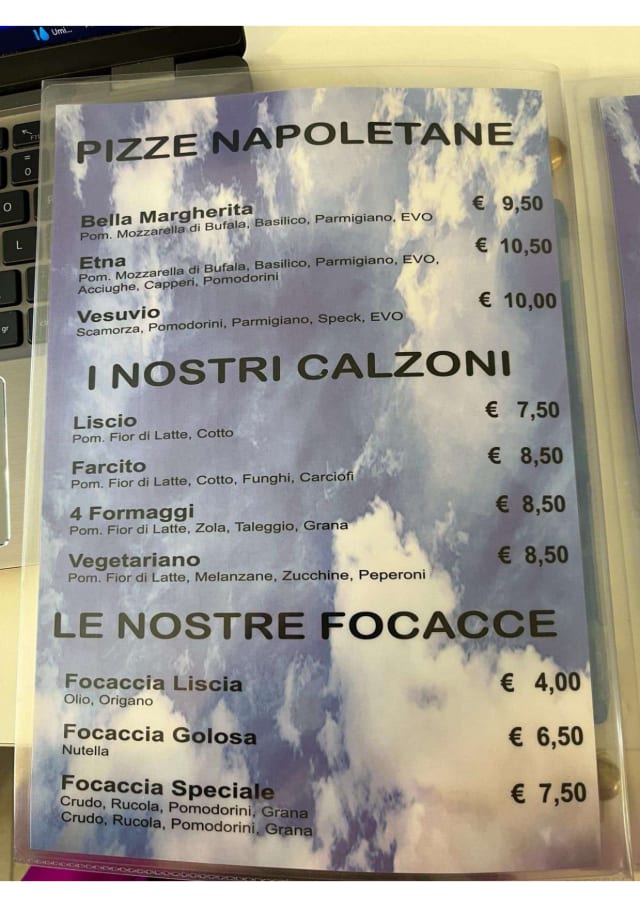 Umi...
PIZZE NAPOLETANE
Bella Margherita € 9,50
Pom. Mozzarella di Bufala, Basilico, Parmigiano, EVO
Etna € 10,50
Pom. Mozzarella di Bufala, Basilico, Parmigiano, EVO,
Acciughe, Capperi, Pomodorini
Vesuvio € 10,00
Scamorza, Pomodorini, Parmigiano, Speck, EVO
I NOSTRI CALZONI
Liscio € 7,50
Pom. Fior di Latte, Cotto
Farcito € 8,50
Pom. Fior di Latte, Cotto, Funghi, Carciofi
4 Formaggi € 8,50
Pom. Fior di Latte, Zola, Taleggio, Grana
Vegetariano € 8,50
Pom. Fior di Latte, Melanzane, Zucchine, Peperoni
LE NOSTRE FOCACCE
Focaccia Liscia € 4,00
Olio, Origano
Focaccia Golosa € 6,50
Nutella
Focaccia Speciale € 7,50
Crudo, Rucola, Pomodorini, Grana
Crudo, Rucola, Pomodorini, Grana